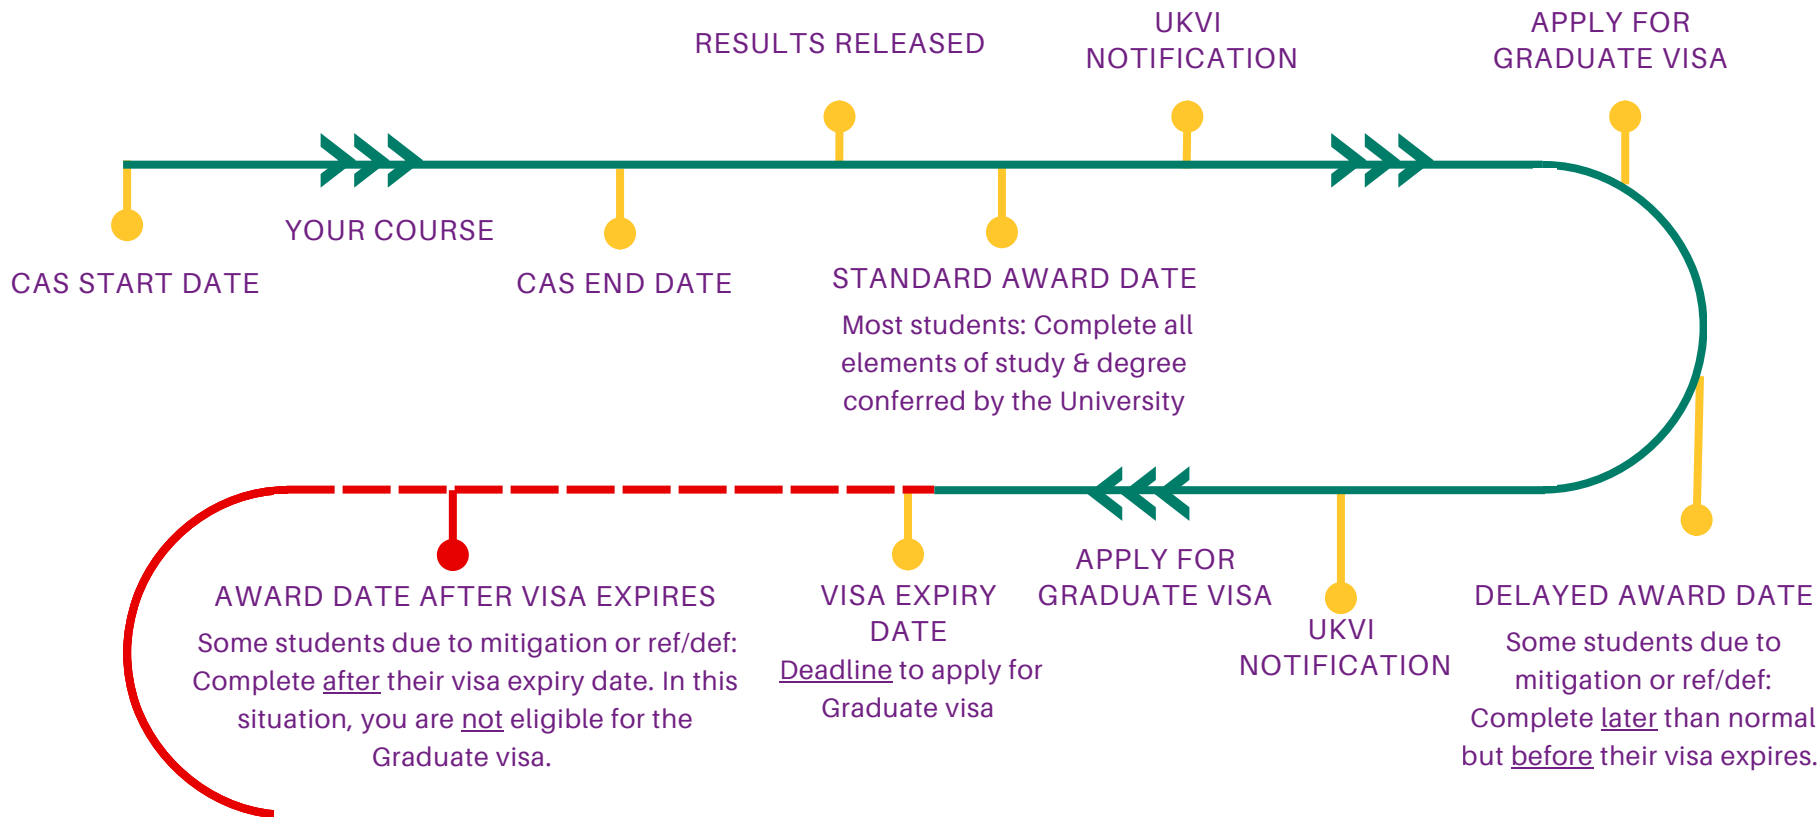 RESULTS RELEASED
UKVI
NOTIFICATION
APPLY FOR
GRADUATE VISA
YOUR COURSE
CAS START DATE
CAS END DATE
STANDARD AWARD DATE
Most students: Complete all
elements of study & degree
conferred by the University
AWARD DATE AFTER VISA EXPIRES
Some students due to mitigation or ref/def:
Complete after their visa expiry date. In this
situation, you are not eligible for the
Graduate visa.
VISA EXPIRY
DATE
Deadline to apply for
Graduate visa
APPLY FOR
GRADUATE VISA
UKVI
NOTIFICATION
DELAYED AWARD DATE
Some students due to
mitigation or ref/def:
Complete later than normal
but before their visa expires.